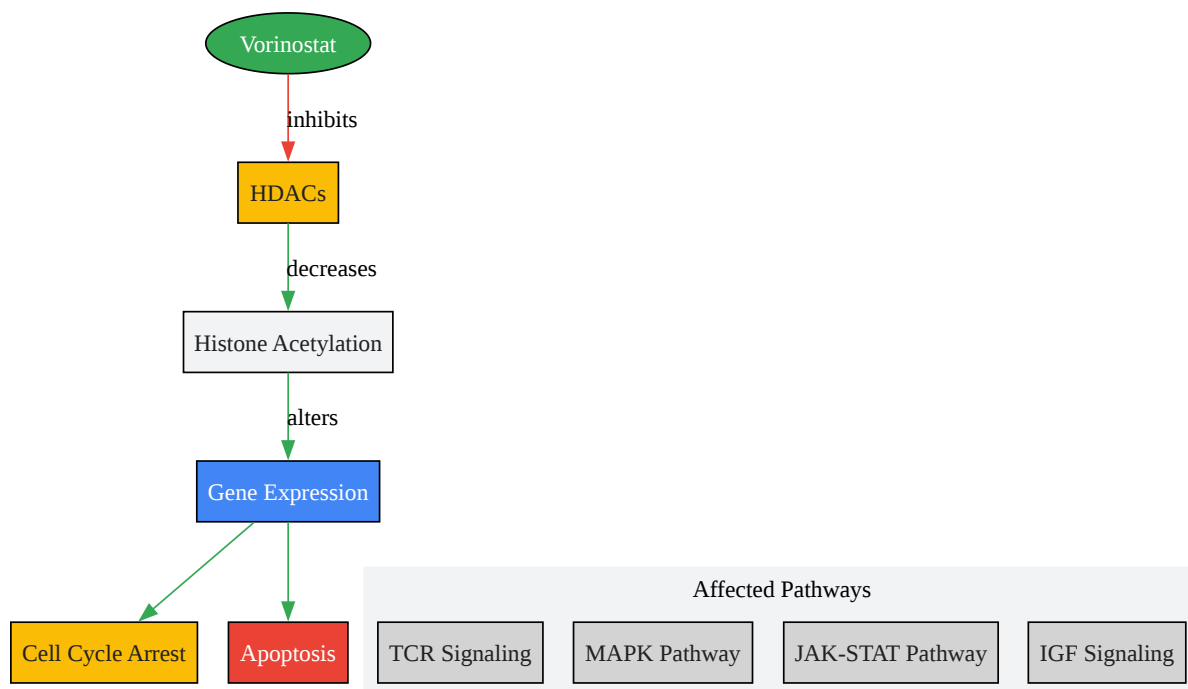 Vorinostat
inhibits
HDACs
decreases
Histone Acetylation
alters
Gene Expression
Affected Pathways
Cell Cycle Arrest
Apoptosis
TCR Signaling
MAPK Pathway
JAK-STAT Pathway
IGF Signaling